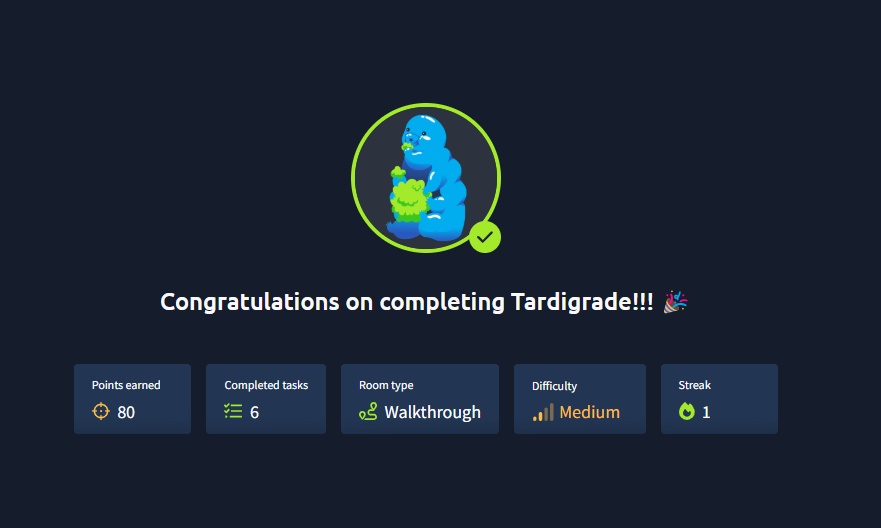 Congratulations on completing Tardigrade!!! 🎉
Points earned
80
Completed tasks
6
Room type
Walkthrough
Difficulty
Medium
Streak
1